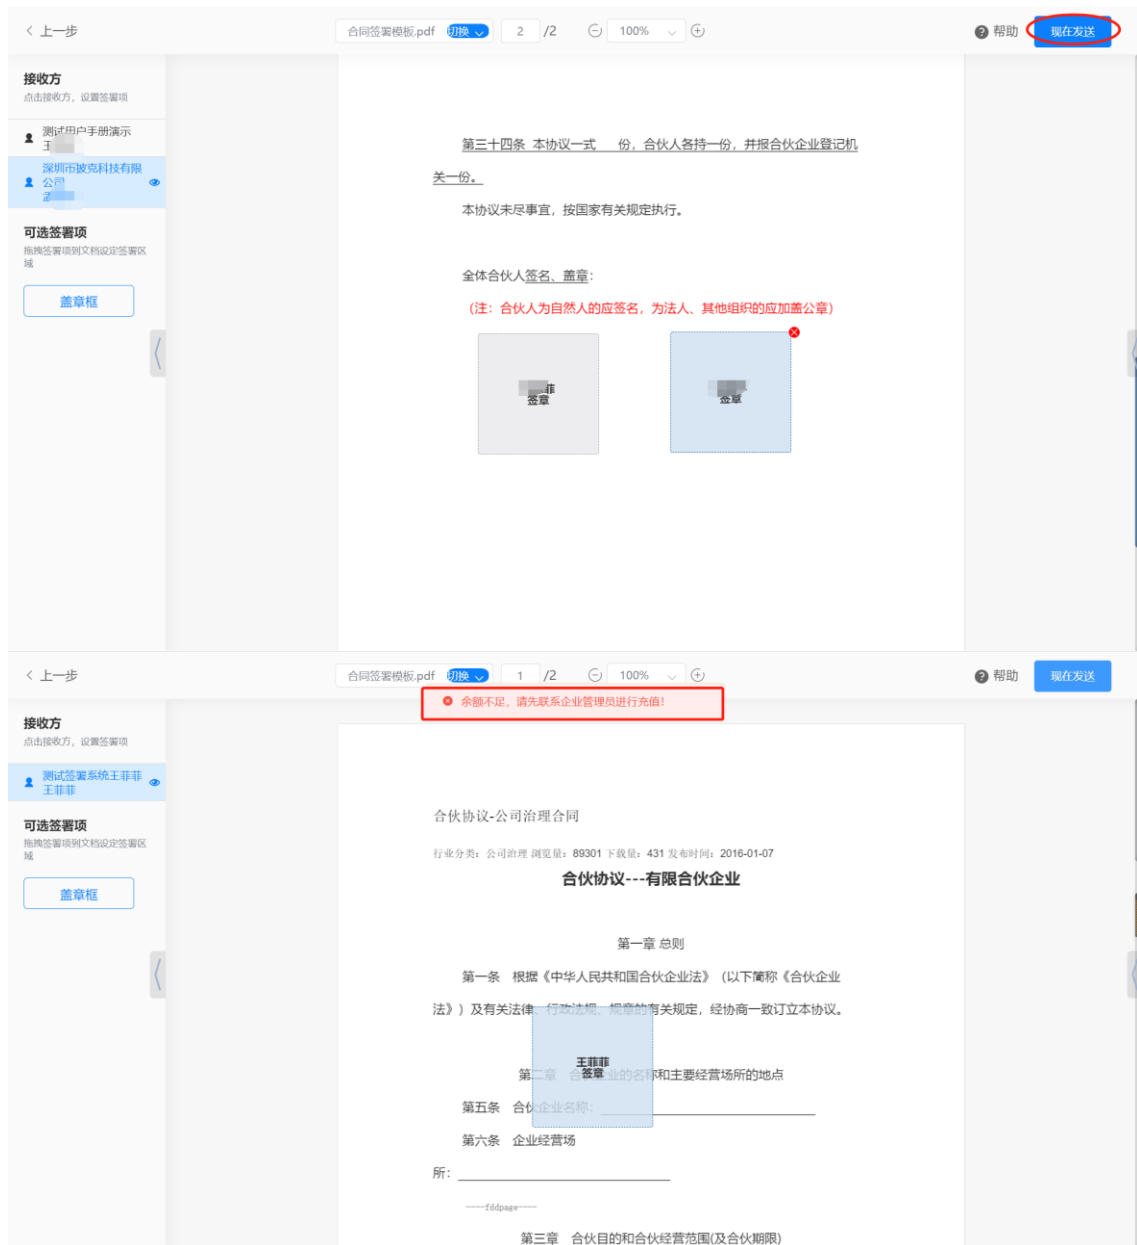 上一步
合同签署模板.pdf 切换 2 /2 100% 帮助 现在发送
接收方
点击接收方，设置签署项
测试用户手册演示
王
深圳市披克科技有限
公司
孟
可选签署项
拖拽签署项到文档设定签署区
域
盖章框
第三十四条 本协议一式 份，合伙人各持一份，并报合伙企业登记机
关一份。
本协议未尽事宜，按国家有关规定执行。
全体合伙人签名、盖章：
（注：合伙人为自然人的应签名，为法人、其他组织的应加盖公章）
菲
签章
签章
上一步
合同签署模板.pdf 切换 1 /2 100% 帮助 现在发送
余额不足，请先联系企业管理员进行充值！
接收方
点击接收方，设置签署项
测试签署系统王菲菲
王菲菲
可选签署项
拖拽签署项到文档设定签署区
域
盖章框
合伙协议-公司治理合同
行业分类：公司治理 浏览量：89301 下载量：431 发布时间：2016-01-07
合伙协议---有限合伙企业
第一章 总则
第一条 根据《中华人民共和国合伙企业法》（以下简称《合伙企业
法》）及有关法律、行政法规、规章的有关规定，经协商一致订立本协议。
王菲菲
签章
第二章 合伙企业的名称和主要经营场所的地点
第五条 合伙企业名称：
第六条 企业经营场
所：
----fddpage----
第三章 合伙目的和合伙经营范围(及合伙期限)